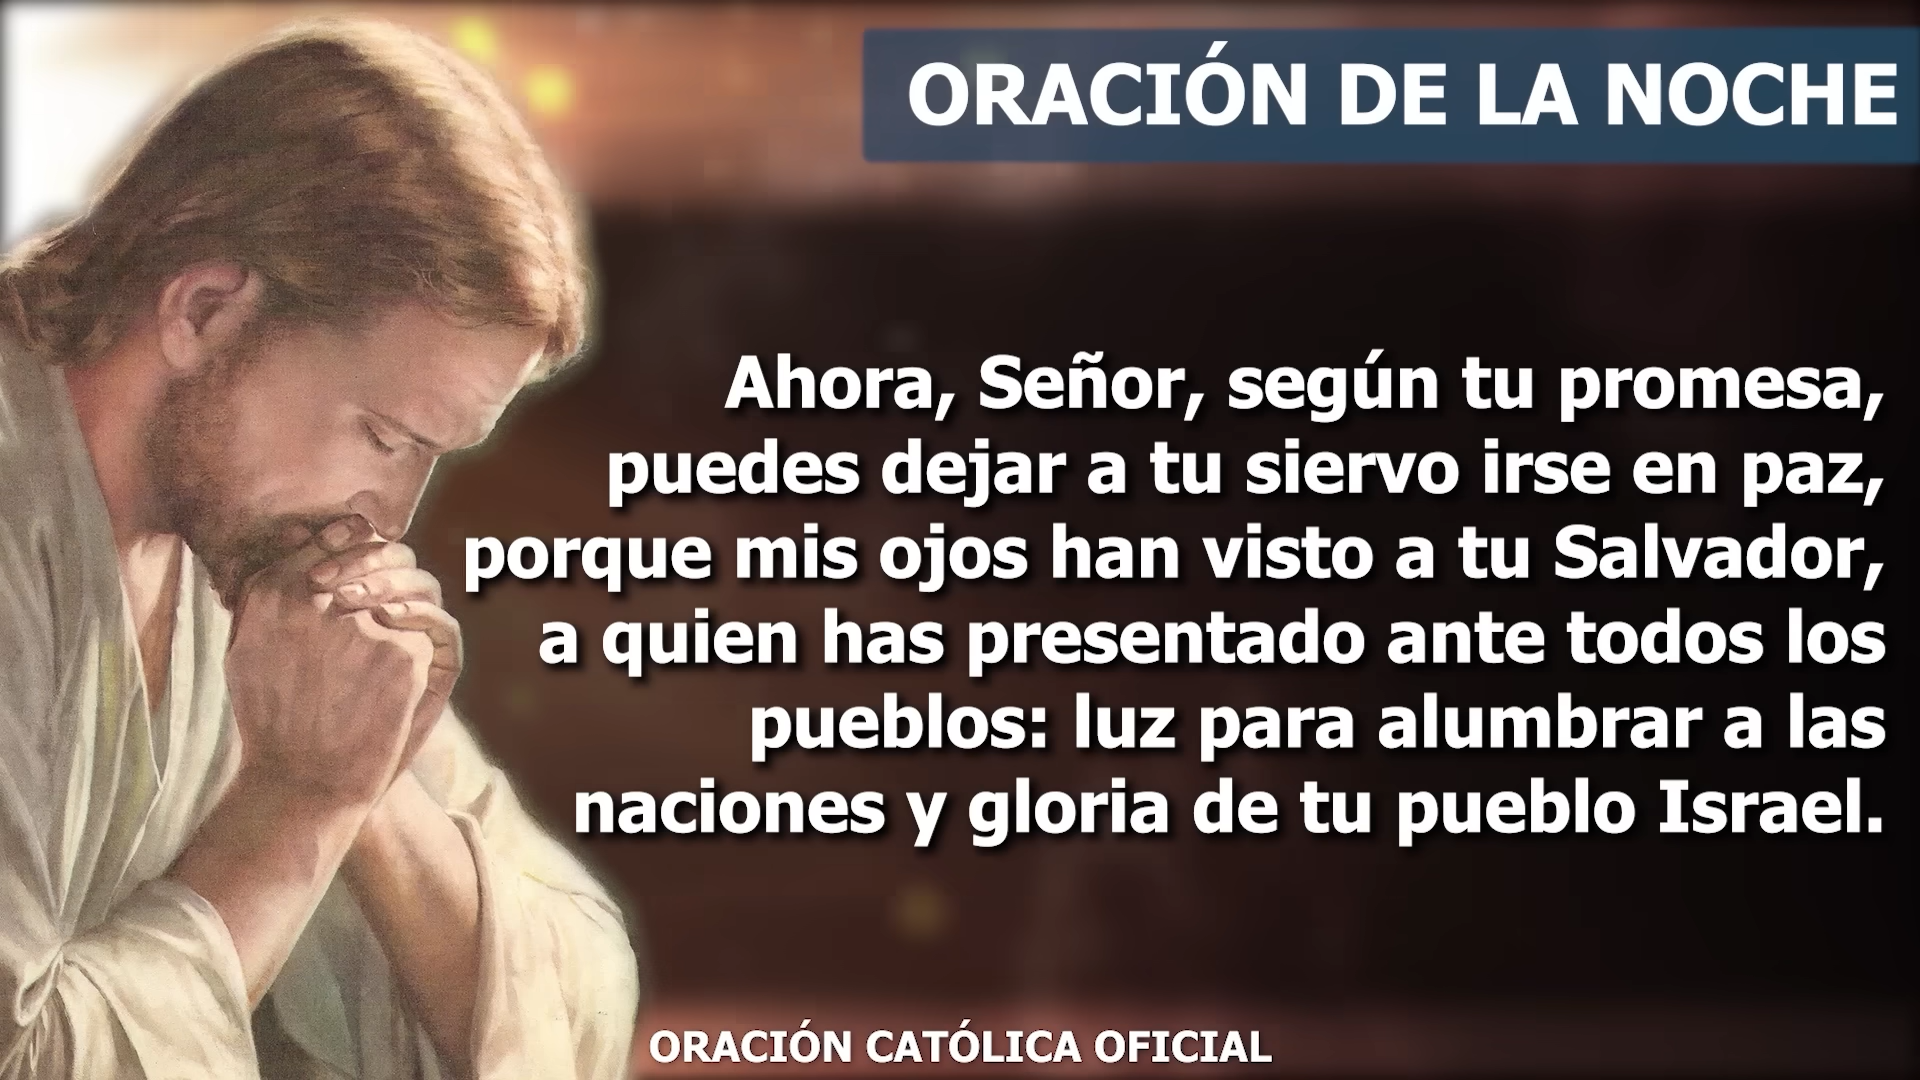 ORACIÓN DE LA NOCHE
Ahora, Señor, según tu promesa,
puedes dejar a tu siervo irse en paz,
porque mis ojos han visto a tu Salvador,
a quien has presentado ante todos los
pueblos: luz para alumbrar a las
naciones y gloria de tu pueblo Israel.
ORACIÓN CATÓLICA OFICIAL